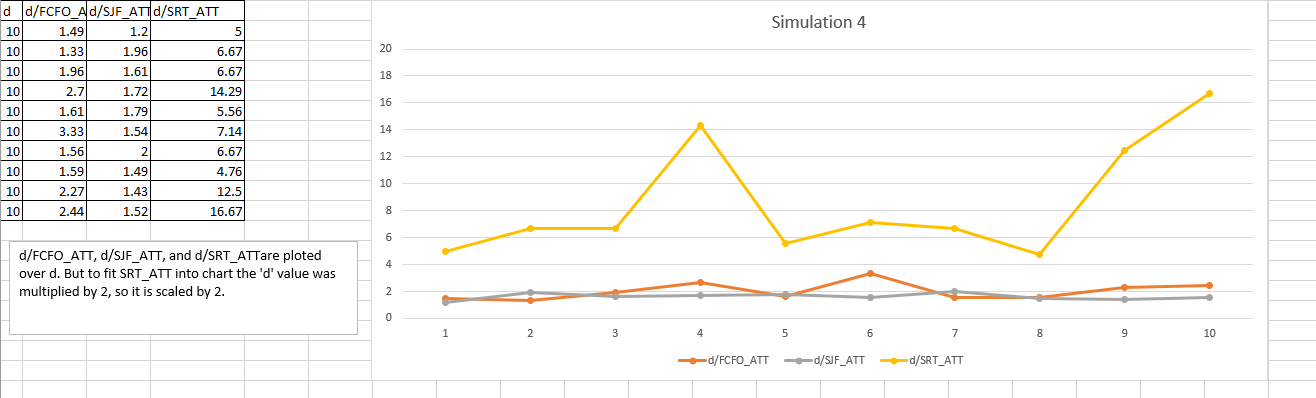 d d/FCFO_A d/SJF_ATT d/SRT_ATT
10 1.49 1.2 5
10 1.33 1.96 6.67
10 1.96 1.61 6.67
10 2.7 1.72 14.29
10 1.61 1.79 5.56
10 3.33 1.54 7.14
10 1.56 2 6.67
10 1.59 1.49 4.76
10 2.27 1.43 12.5
10 2.44 1.52 16.67
d/FCFO_ATT, d/SJF_ATT, and d/SRT_ATTare ploted
over d. But to fit SRT_ATT into chart the 'd' value was
multiplied by 2, so it is scaled by 2.
Simulation 4
20
18
16
14
12
10
8
6
4
2
0
1 2 3 4 5 6 7 8 9 10
d/FCFO_ATT d/SJF_ATT d/SRT_ATT